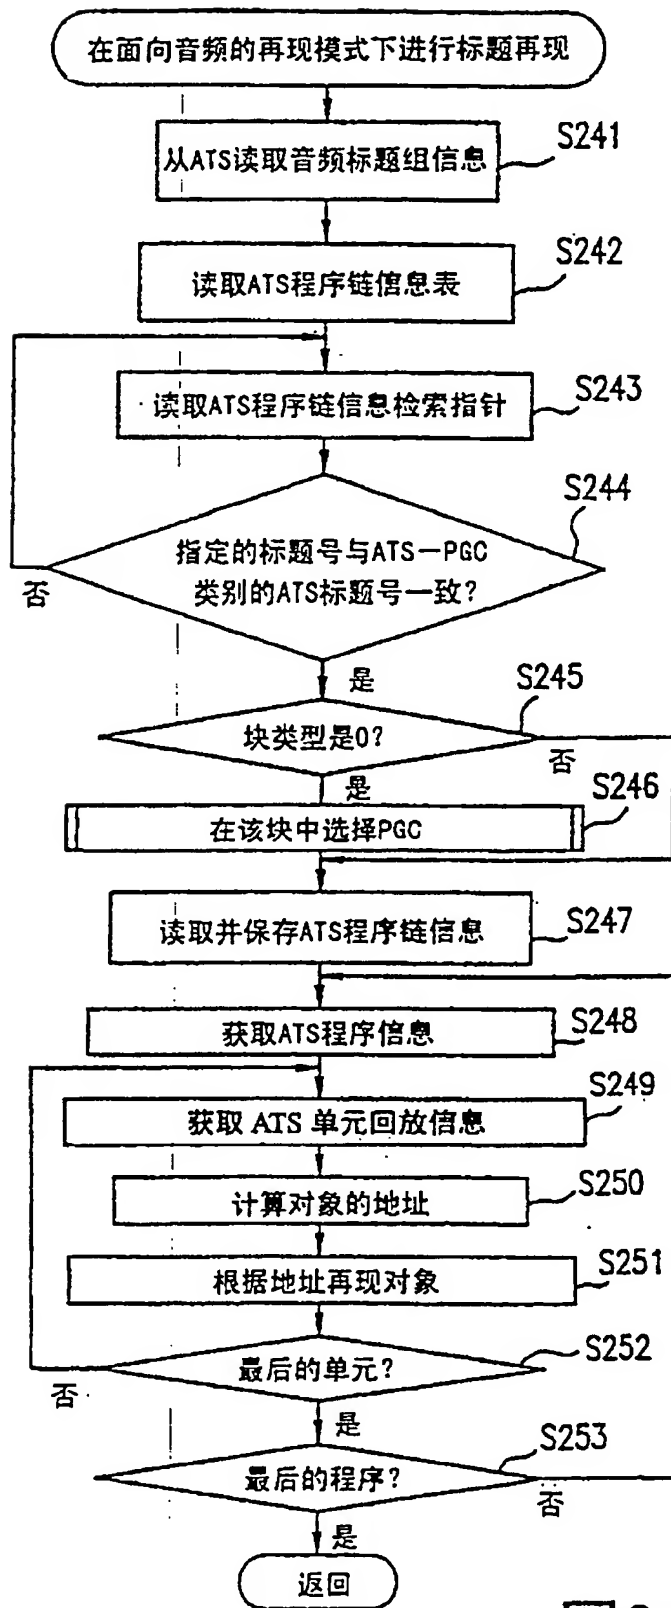 在面向音频的再现模式下进行标题再现
S241
从ATS读取音频标题组信息
S242
读取ATS程序链信息表
S243
读取ATS程序链信息检索指针
S244
指定的标题号与ATS－PGC
类别的ATS标题号一致?
否
是
S245
块类型是0?
否
是
S246
在该块中选择PGC
S247
读取并保存ATS程序链信息
S248
获取ATS程序信息
S249
获取 ATS 单元回放信息
S250
计算对象的地址
S251
根据地址再现对象
S252
最后的单元?
否
是
S253
最后的程序?
否
是
返回